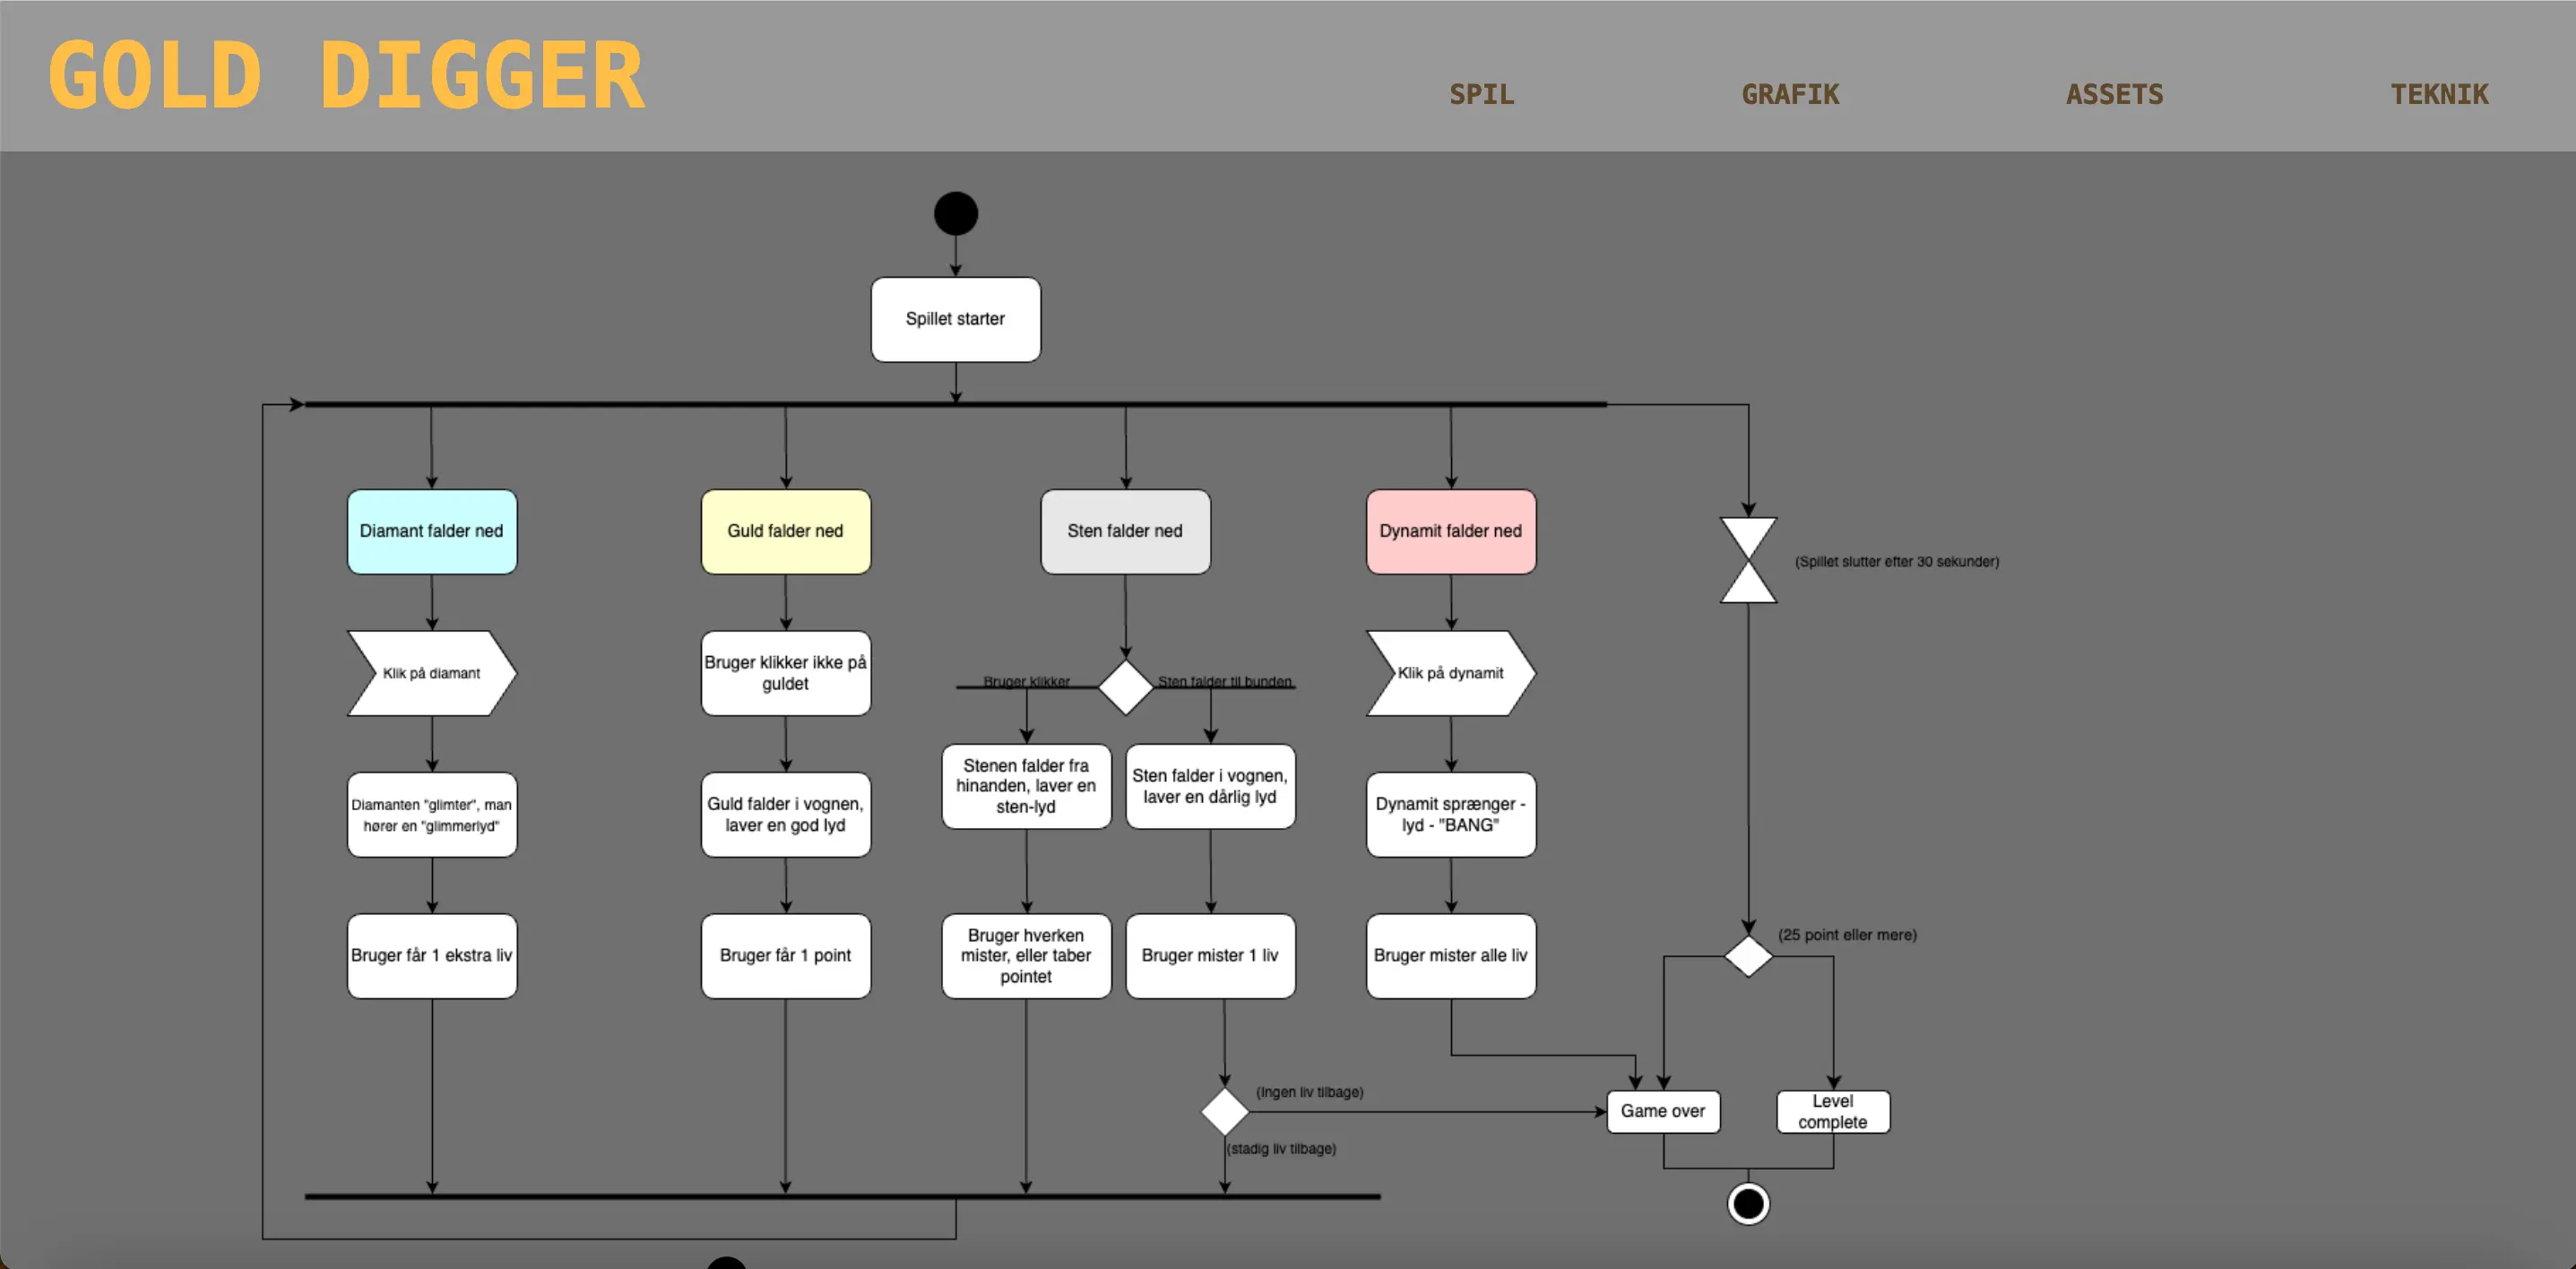 GOLD DIGGER
SPIL
GRAFIK
ASSETS
TEKNIK
Spillet starter
Diamant falder ned
Guld falder ned
Sten falder ned
Dynamit falder ned
(Spillet slutter efter 30 sekunder)
Klik på diamant
Bruger klikker ikke på
guldet
Bruger klikker
Sten falder til bunden
Klik på dynamit
Diamanten "glimter", man
hører en "glimmerlyd"
Guld falder i vognen,
laver en god lyd
Stenen falder fra
hinanden, laver en
sten-lyd
Sten falder i vognen,
laver en dårlig lyd
Dynamit sprænger -
lyd - "BANG"
Bruger får 1 ekstra liv
Bruger får 1 point
Bruger hverken
mister, eller taber
pointet
Bruger mister 1 liv
Bruger mister alle liv
(25 point eller mere)
(Ingen liv tilbage)
(stadig liv tilbage)
Game over
Level
complete